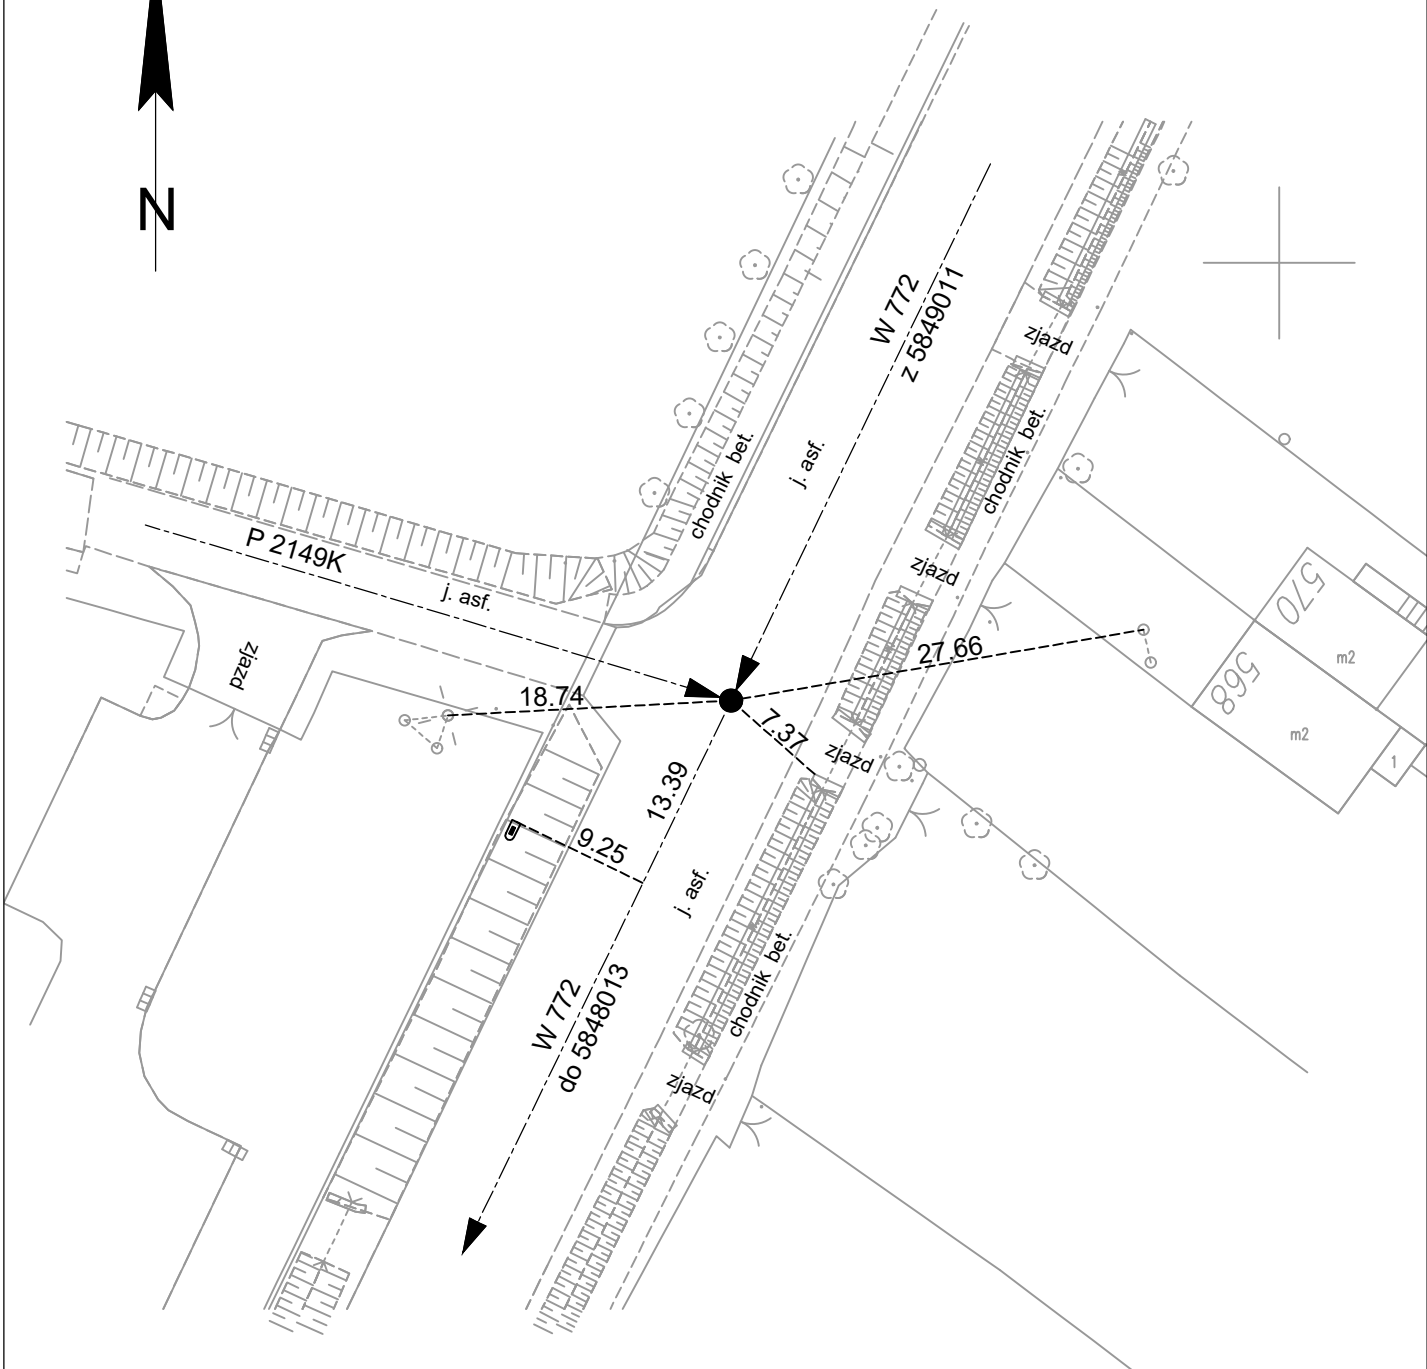 N
W 772
z 5849011
zjazd
chodnik bet.
j. asf.
chodnik bet.
P 2149K
j. asf.
zjazd
570
m2
zjazd
27.66
568
m2
18.74
7.37
zjazd
1
13.39
9.25
j. asf.
chodnik bet.
W 772
do 5848013
zjazd